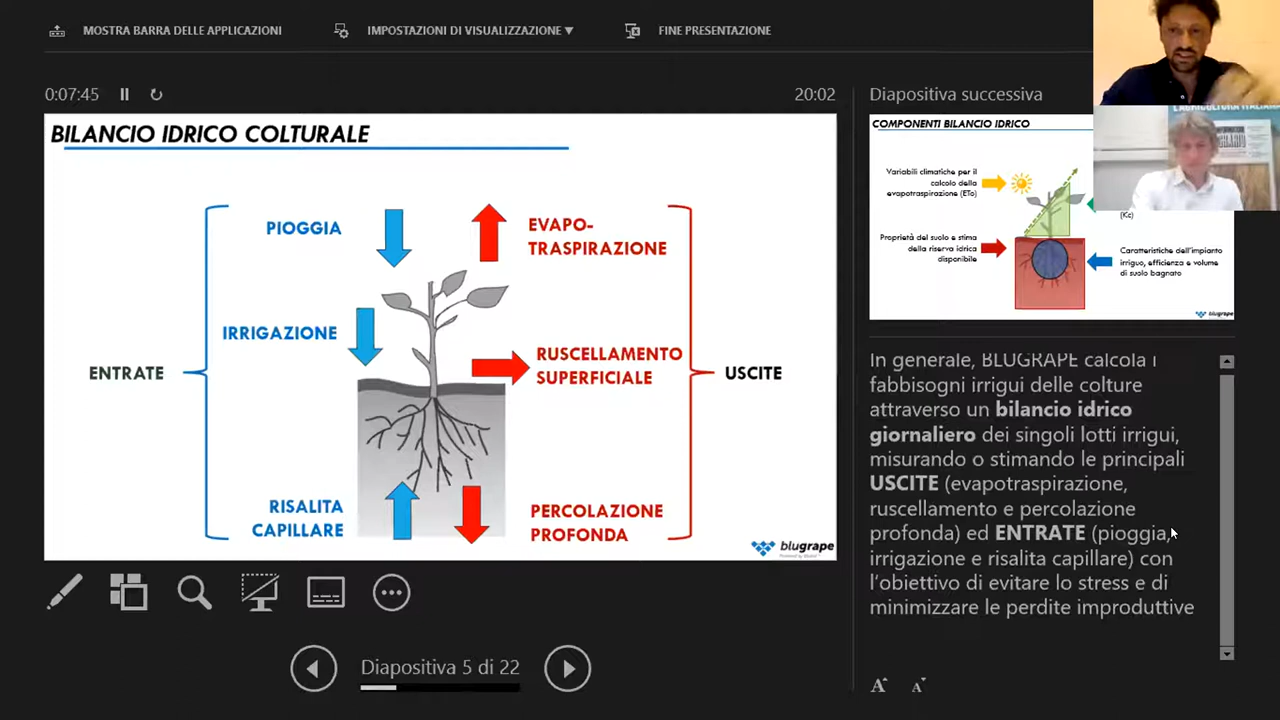 MOSTRA BARRA DELLE APPLICAZIONI
IMPOSTAZIONI DI VISUALIZZAZIONE ▼
FINE PRESENTAZIONE
0:07:45
20:02
BILANCIO IDRICO COLTURALE
PIOGGIA
EVAPO-
TRASPIRAZIONE
IRRIGAZIONE
RUSCELLAMENTO
SUPERFICIALE
ENTRATE
USCITE
RISALITA
CAPILLARE
PERCOLAZIONE
PROFONDA
blugrape
Diapositiva 5 di 22
Diapositiva successiva
COMPONENTI BILANCIO IDRICO
Variabili climatiche per il
calcolo della
evapotraspirazione (ETo)
(Kc)
Proprietà del suolo e stima
della riserva idrica
disponibile
Caratteristiche dell'impianto
irriguo, efficienza e volume
di suolo bagnato
blugrape
In generale, BLUGRAPE calcola i
fabbisogni irrigui delle colture
attraverso un bilancio idrico
giornaliero dei singoli lotti irrigui,
misurando o stimando le principali
USCITE (evapotraspirazione,
ruscellamento e percolazione
profonda) ed ENTRATE (pioggia,
irrigazione e risalita capillare) con
l'obiettivo di evitare lo stress e di
minimizzare le perdite improduttive
A A